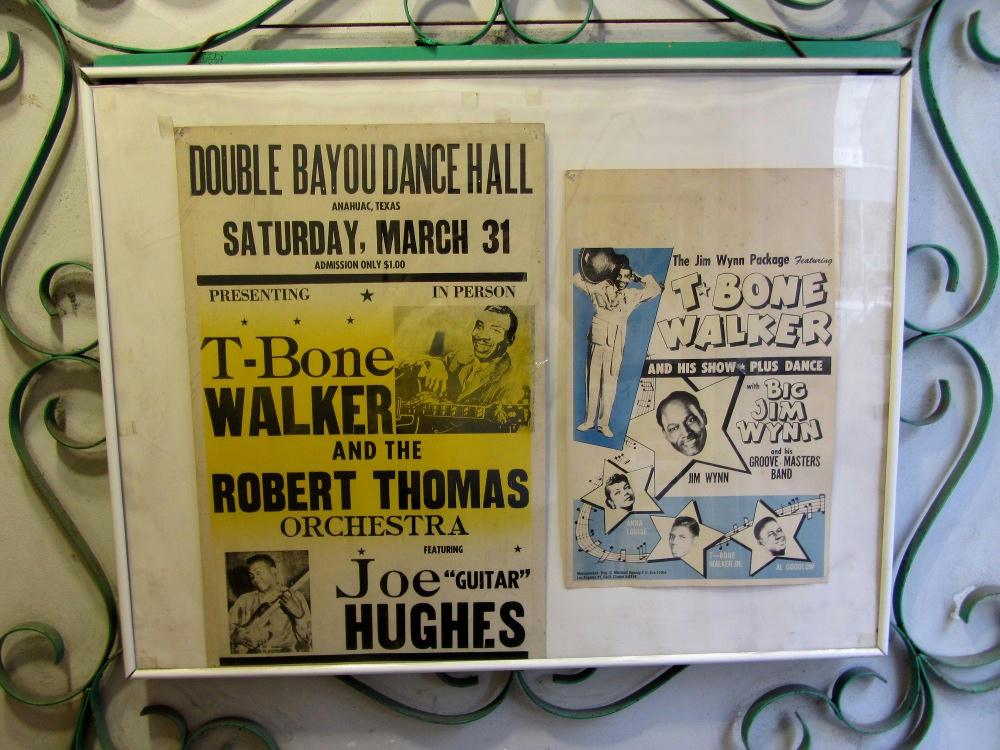 DOUBLE BAYOU DANCE HALL
ANAHUAC, TEXAS
SATURDAY, MARCH 31
ADMISSION ONLY $1.00
PRESENTING IN PERSON
T-Bone
WALKER
AND THE
ROBERT THOMAS
ORCHESTRA
FEATURING
Joe "GUITAR"
HUGHES
The Jim Wynn Package Featuring
T-BONE
WALKER
AND HIS SHOW PLUS DANCE
with BIG
JIM
WYNN
and his
GROOVE MASTERS
BAND
JIM WYNN
ANNA
LOUISE
T-BONE
WALKER JR.
AL GOODLOW